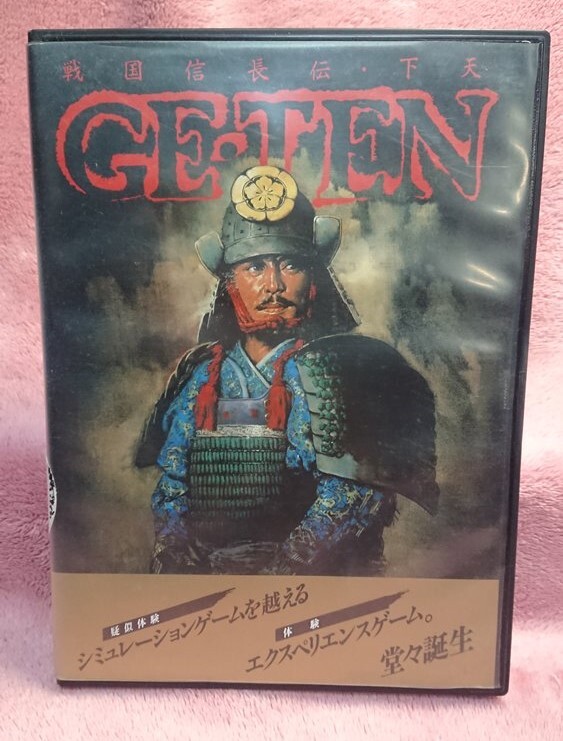 戦国信長伝・下天
GE・TEN
疑似体験
シミュレーションゲームを越える
体験
エクスペリエンスゲーム。
堂々誕生